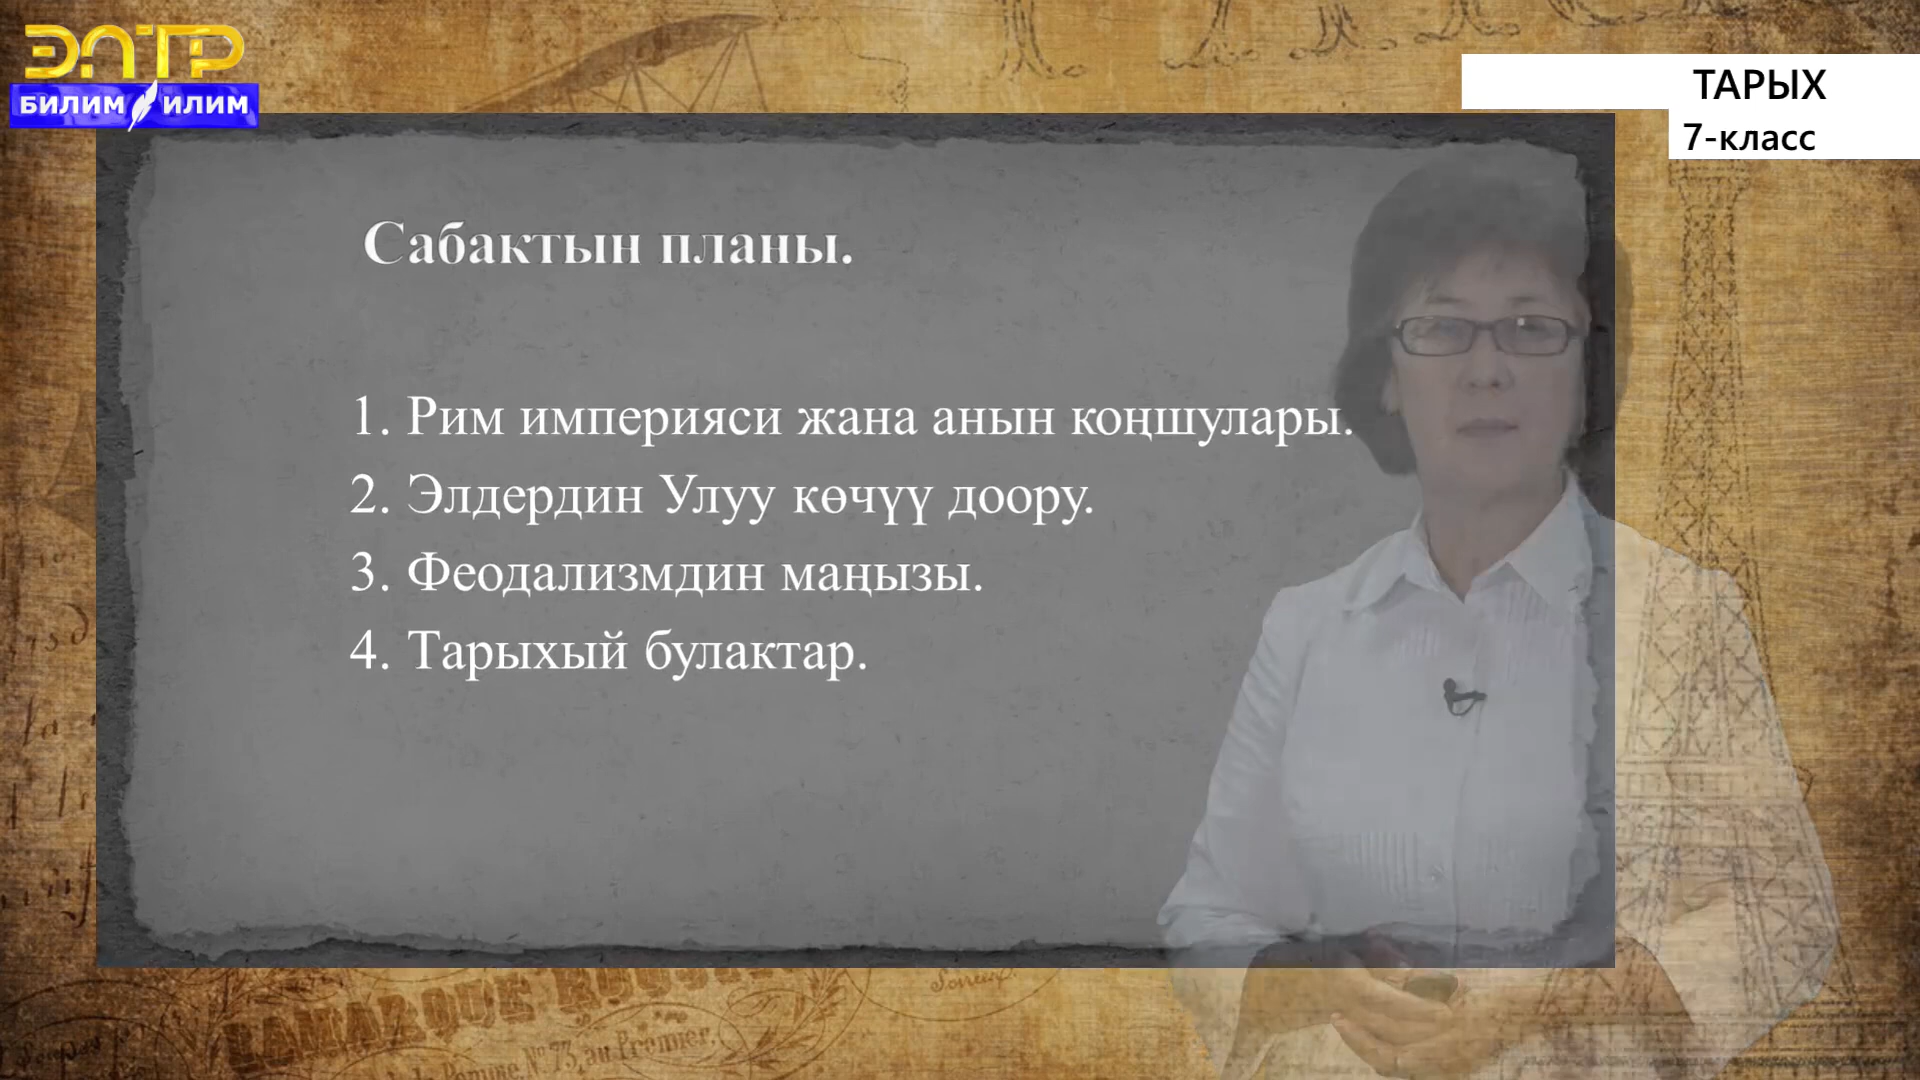 ЭЛТР
БИЛИМ ИЛИМ
ТАРЫХ
7-класс
Сабактын планы.
1. Рим империяси жана анын коңшулары.
2. Элдердин Улуу көчүү доору.
3. Феодализмдин маңызы.
4. Тарыхый булактар.